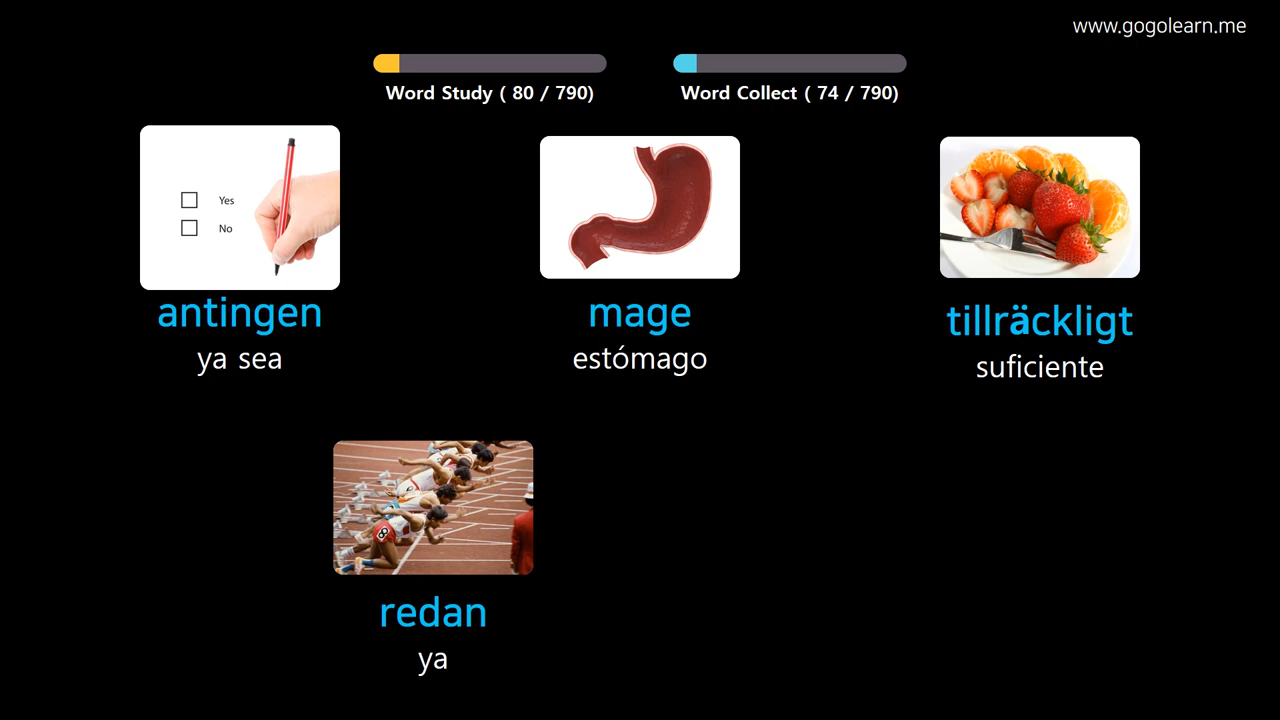 www.gogolearn.me
Word Study ( 80 / 790)
Word Collect ( 74 / 790)
Yes
No
antingen
ya sea
mage
estómago
tillräckligt
suficiente
redan
ya